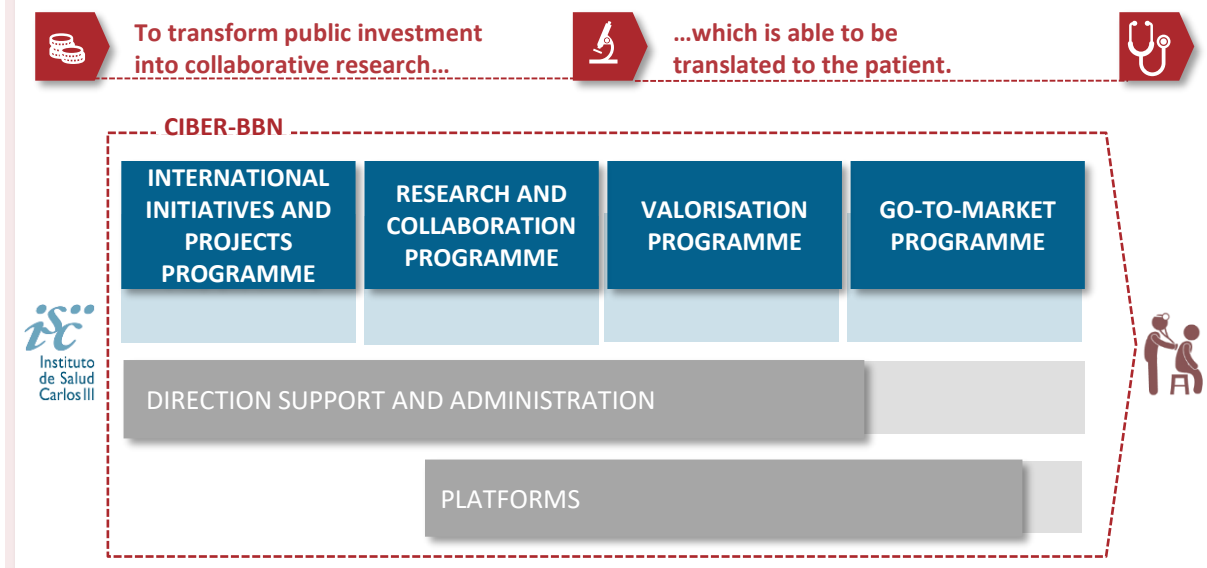 To transform public investment
into collaborative research…
…which is able to be
translated to the patient.
CIBER-BBN
INTERNATIONAL
INITIATIVES AND
PROJECTS
PROGRAMME
RESEARCH AND
COLLABORATION
PROGRAMME
VALORISATION
PROGRAMME
GO-TO-MARKET
PROGRAMME
isc
Instituto
de Salud
Carlos III
DIRECTION SUPPORT AND ADMINISTRATION
PLATFORMS